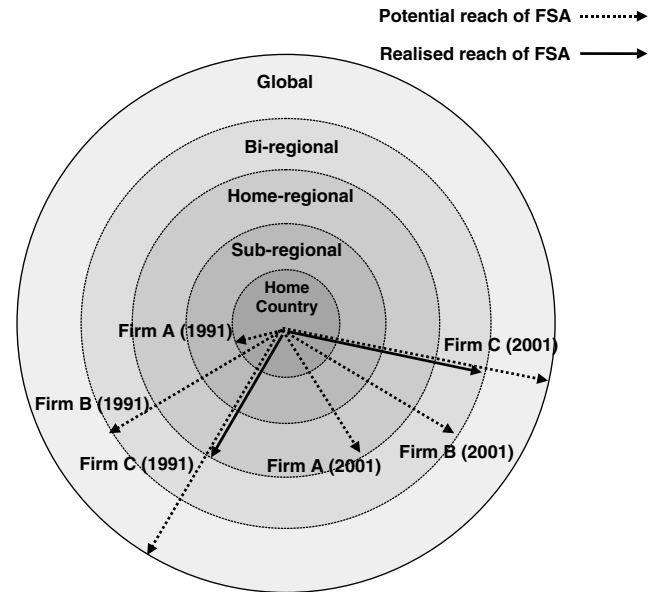 Potential reach of FSA
Realised reach of FSA
Global
Bi-regional
Home-regional
Sub-regional
Home
Country
Firm A (1991)
Firm C (2001)
Firm B (1991)
Firm B (2001)
Firm C (1991)
Firm A (2001)